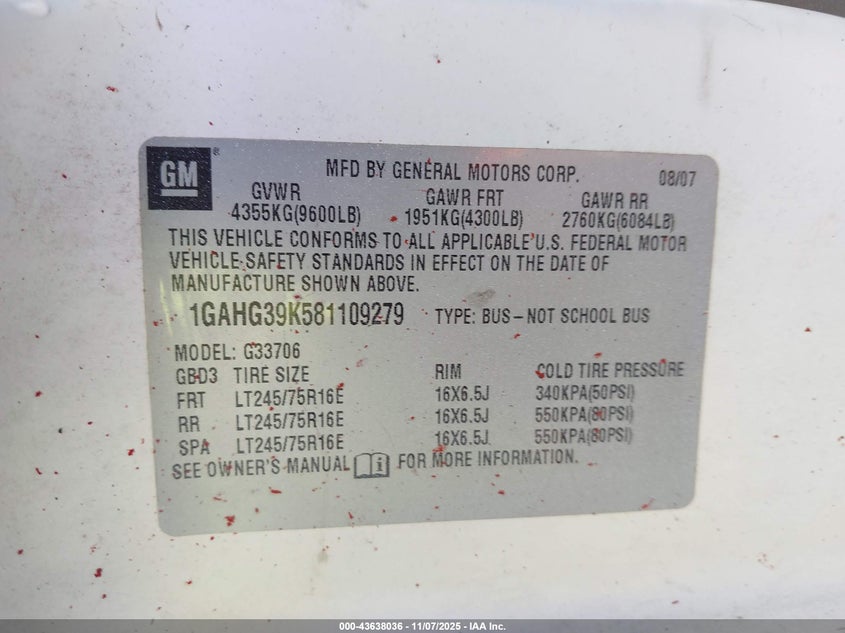 GM®
MFD BY GENERAL MOTORS CORP. 08/07
GVWR GAWR FRT GAWR RR
4355KG(9600LB) 1951KG(4300LB) 2760KG(6084LB)
THIS VEHICLE CONFORMS TO ALL APPLICABLE U.S. FEDERAL MOTOR
VEHICLE SAFETY STANDARDS IN EFFECT ON THE DATE OF
MANUFACTURE SHOWN ABOVE.
1GAHG39K581109279 TYPE: BUS-NOT SCHOOL BUS
MODEL: G33706
GBD3 TIRE SIZE RIM COLD TIRE PRESSURE
FRT LT245/75R16E 16X6.5J 340KPA(50PSI)
RR LT245/75R16E 16X6.5J 550KPA(80PSI)
SPA LT245/75R16E 16X6.5J 550KPA(80PSI)
SEE OWNER'S MANUAL FOR MORE INFORMATION.
000-43638036 - 11/07/2025 - IAA Inc.